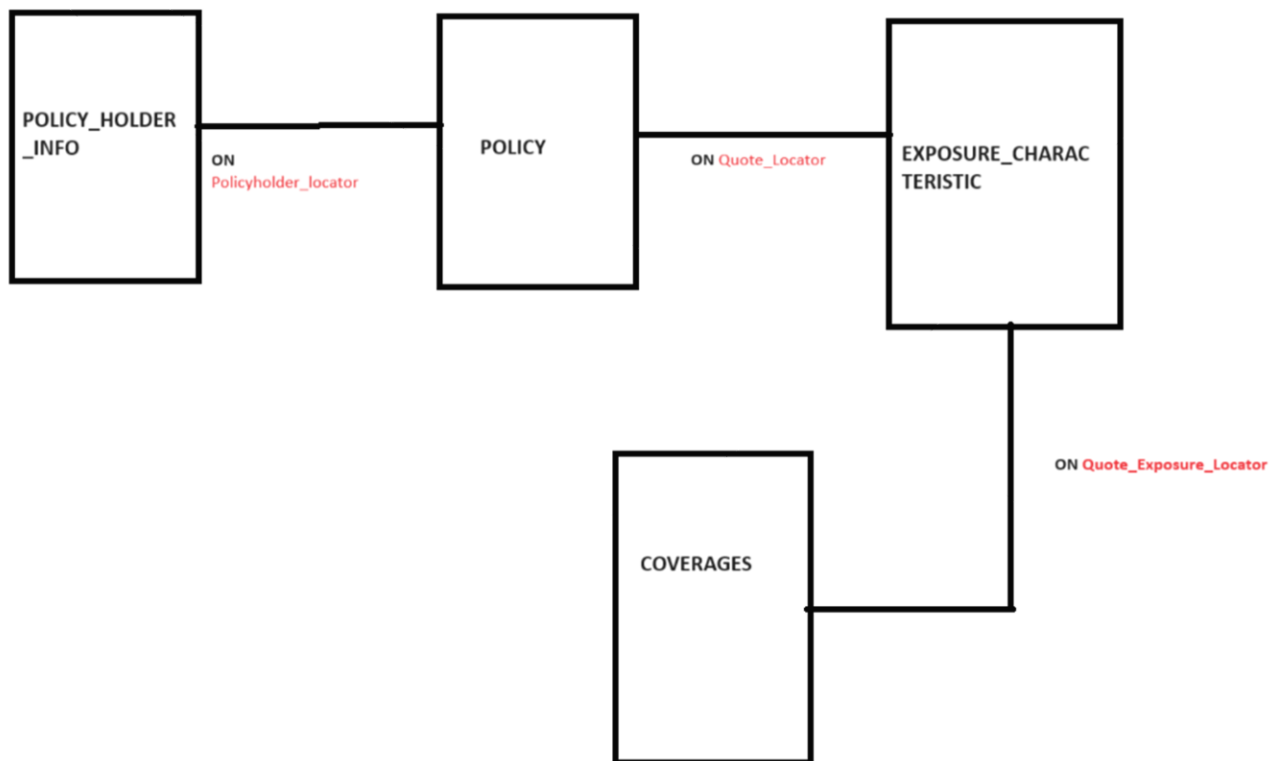 POLICY_HOLDER
_INFO
ON
Policyholder_locator
POLICY
ON Quote_Locator
EXPOSURE_CHARAC
TERISTIC
ON Quote_Exposure_Locator
COVERAGES